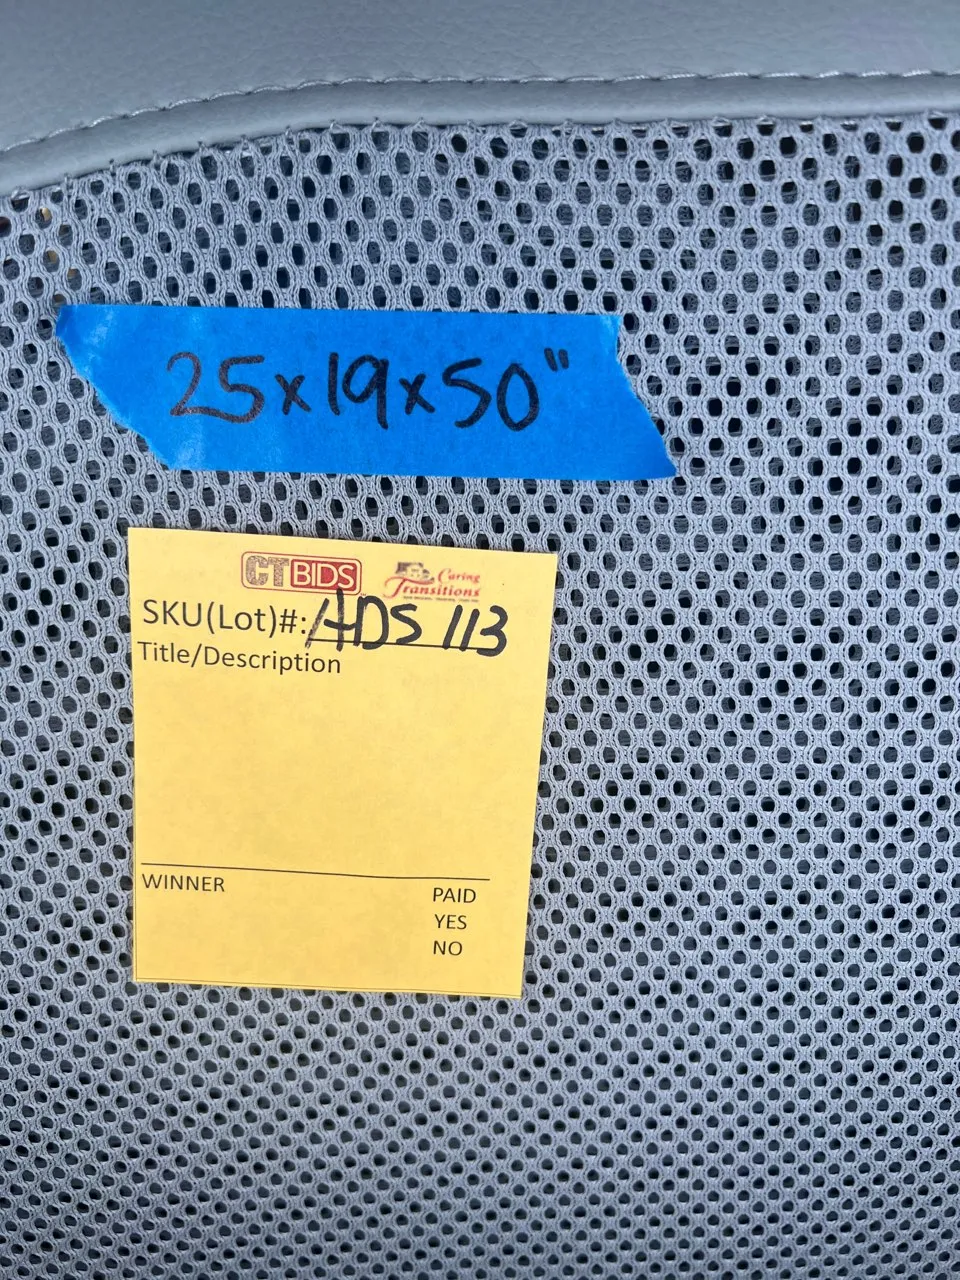 25x19x50"
CTBIDS
Caring
Transitions
SKU(Lot)#: ADS 113
Title/Description
WINNER
PAID
YES
NO